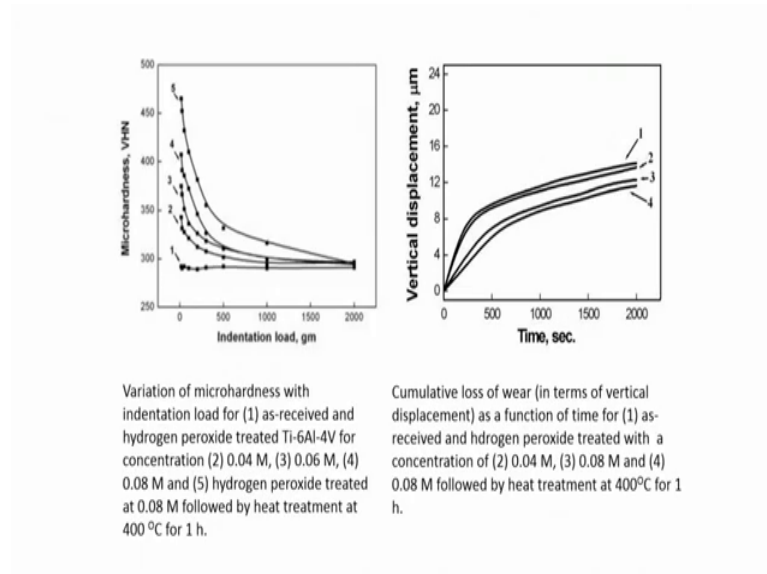 500
450
400
350
300
250
Microhardness, VHN
5
4
3
2
1
0
500
1000
1500
2000
Indentation load, gm
24
20
16
12
8
4
0
Vertical displacement, μm
1
2
3
4
0
500
1000
1500
2000
Time, sec.
Variation of microhardness with
indentation load for (1) as-received and
hydrogen peroxide treated Ti-6Al-4V for
concentration (2) 0.04 M, (3) 0.06 M, (4)
0.08 M and (5) hydrogen peroxide treated
at 0.08 M followed by heat treatment at
400 ⁰C for 1 h.
Cumulative loss of wear (in terms of vertical
displacement) as a function of time for (1) as-
received and hdrogen peroxide treated with a
concentration of (2) 0.04 M, (3) 0.08 M and (4)
0.08 M followed by heat treatment at 400⁰C for 1
h.